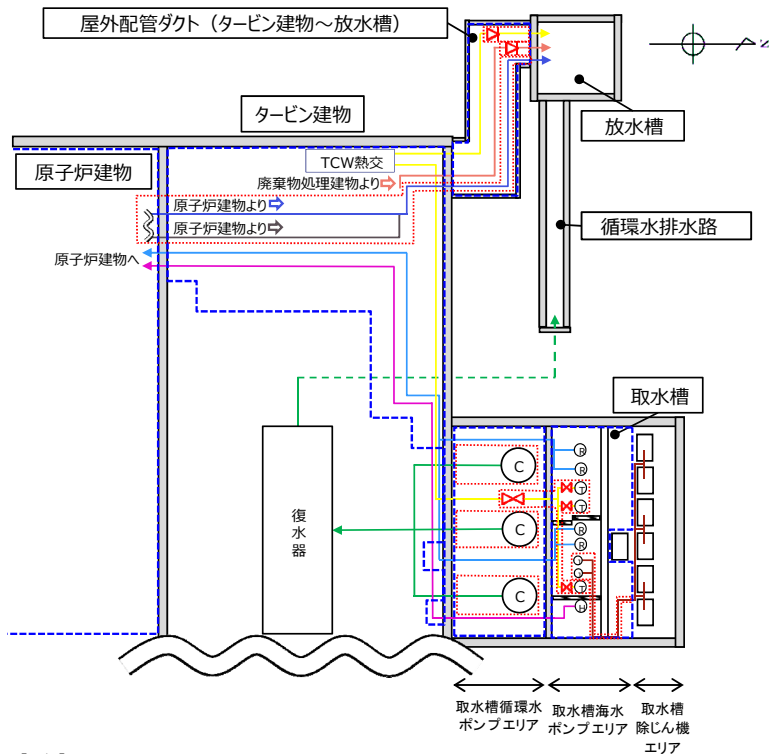 屋外配管ダクト（タービン建物～放水槽）
タービン建物
放水槽
原子炉建物
TCW熱交
廃棄物処理建物より
原子炉建物より
原子炉建物より
循環水排水路
原子炉建物へ
取水槽
復水器
C
C
C
R
R
T
T
R
R
I
I
T
H
取水槽循環水
ポンプエリア
取水槽海水
ポンプエリア
取水槽
除じん機
エリア